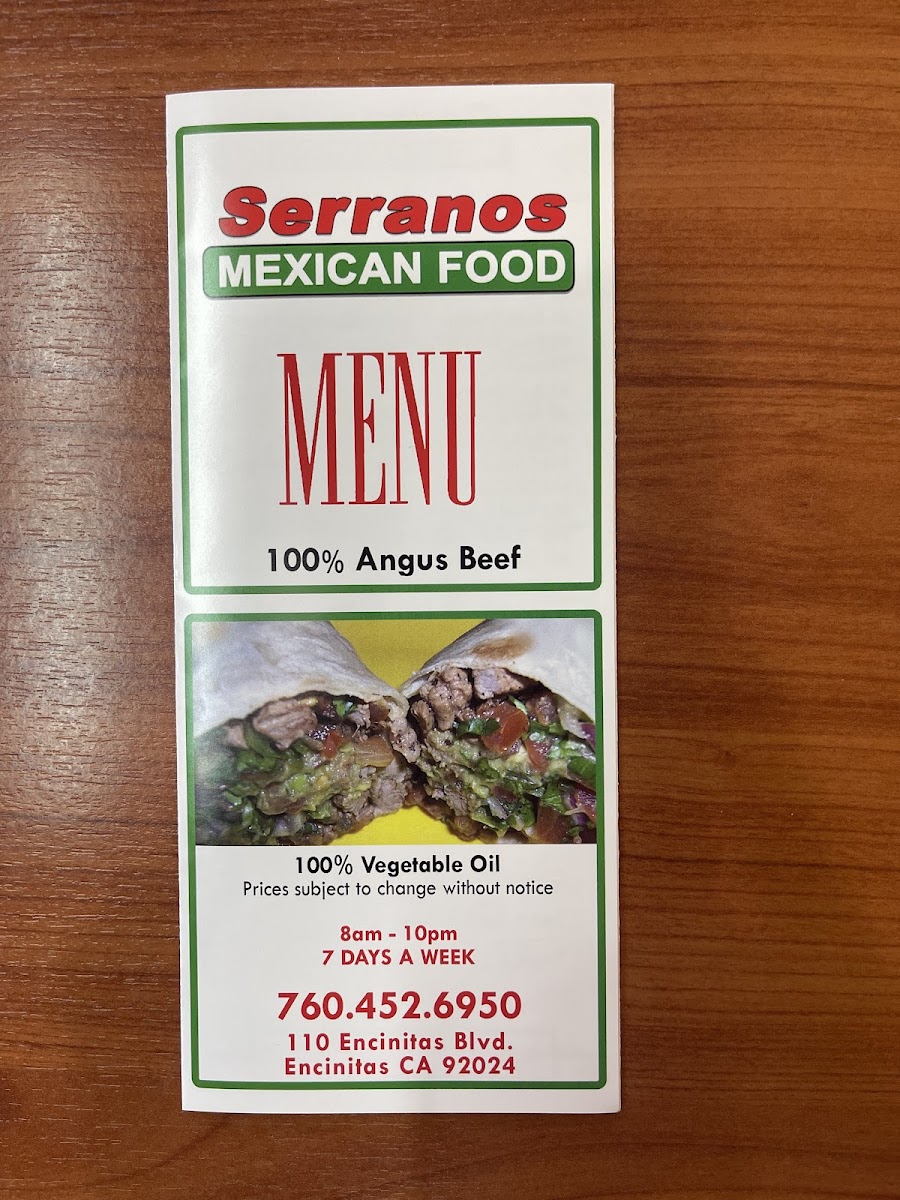 Serranos
MEXICAN FOOD
MENU
100% Angus Beef
100% Vegetable Oil
Prices subject to change without notice
8am - 10pm
7 DAYS A WEEK
760.452.6950
110 Encinitas Blvd.
Encinitas CA 92024